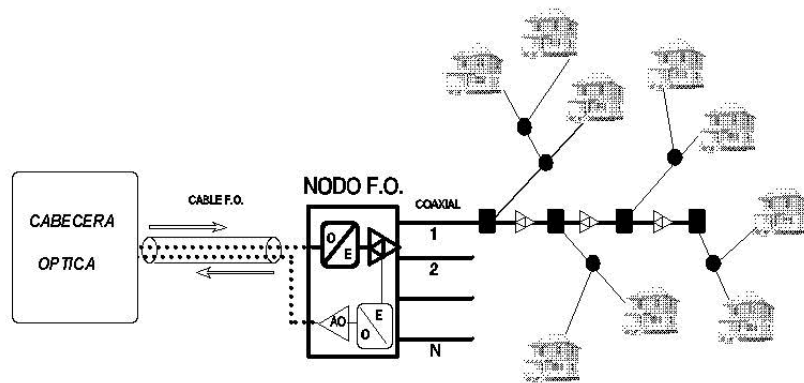 CABECERA
OPTICA
CABLE F.O.
NODO F.O.
O
E
AO
E
O
COAXIAL
1
2
N